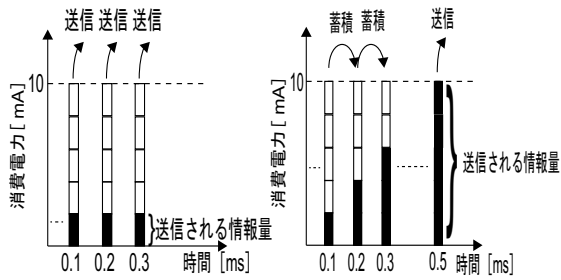 送信 送信 送信
消費電力[ mA]
10
送信される情報量
0.1 0.2 0.3 時間 [ms]
蓄積 蓄積 送信
消費電力[ mA]
10
送信される情報量
0.1 0.2 0.3 0.5 時間 [ms]